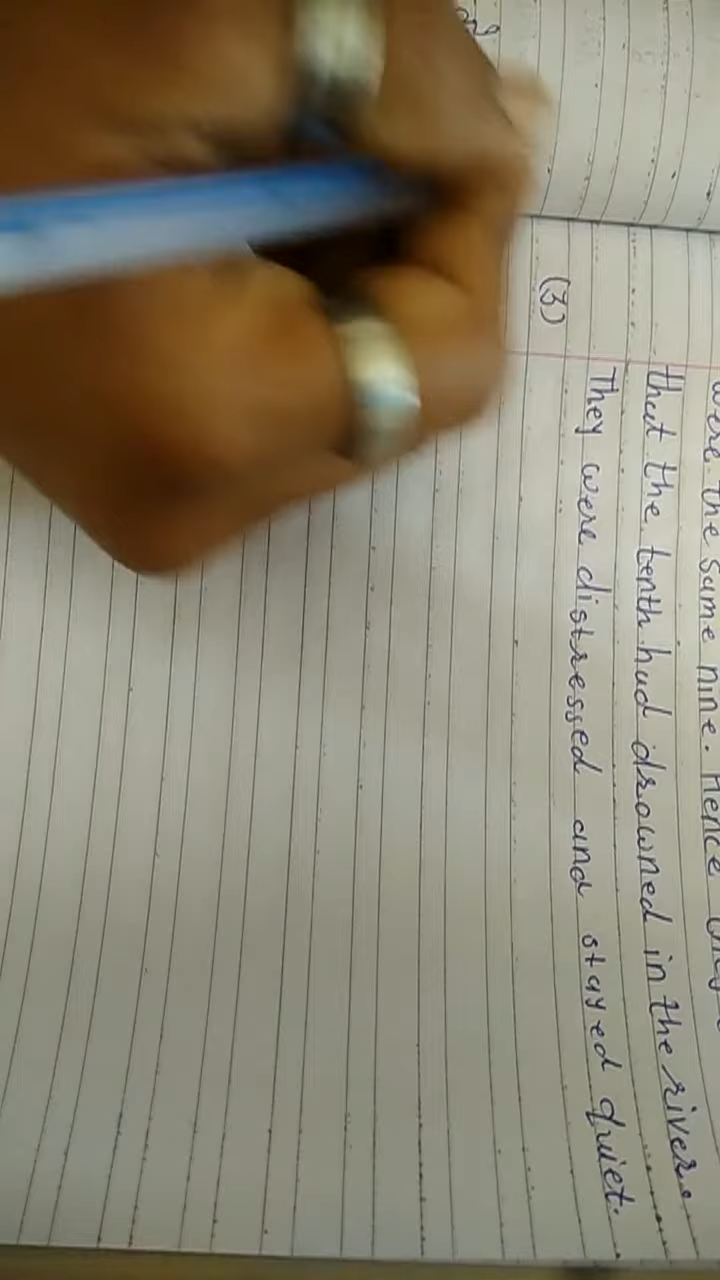 were the same nine. Hence
that the tenth had drowned in the river.
They were distressed and stayed quiet.
(3)